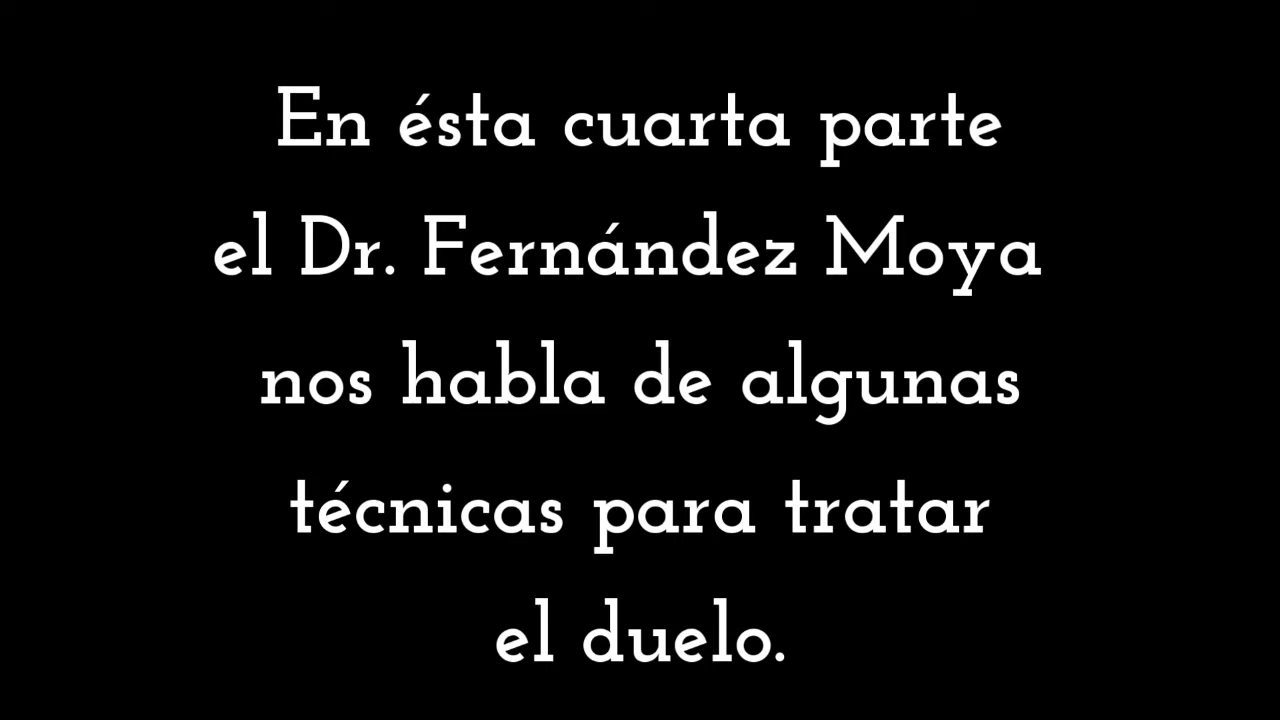 En ésta cuarta parte
el Dr. Fernández Moya
nos habla de algunas
técnicas para tratar
el duelo.